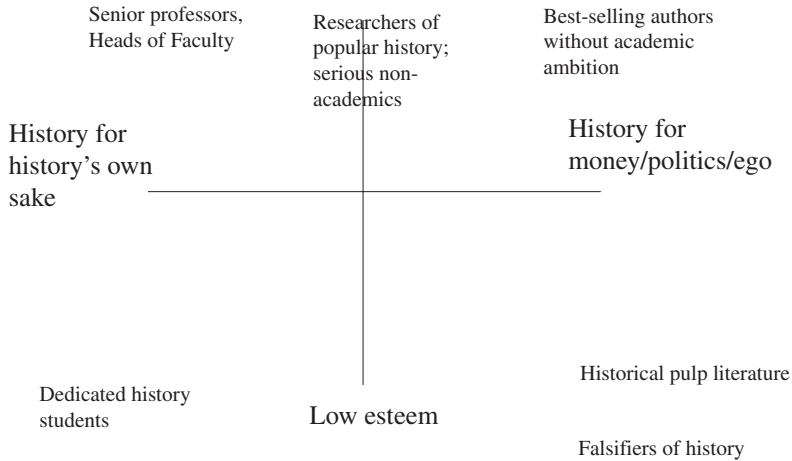 Senior professors,
Heads of Faculty
Researchers of
popular history;
serious non-
academics
Best-selling authors
without academic
ambition
History for
history's own
sake
History for
money/politics/ego
Dedicated history
students
Low esteem
Historical pulp literature
Falsifiers of history